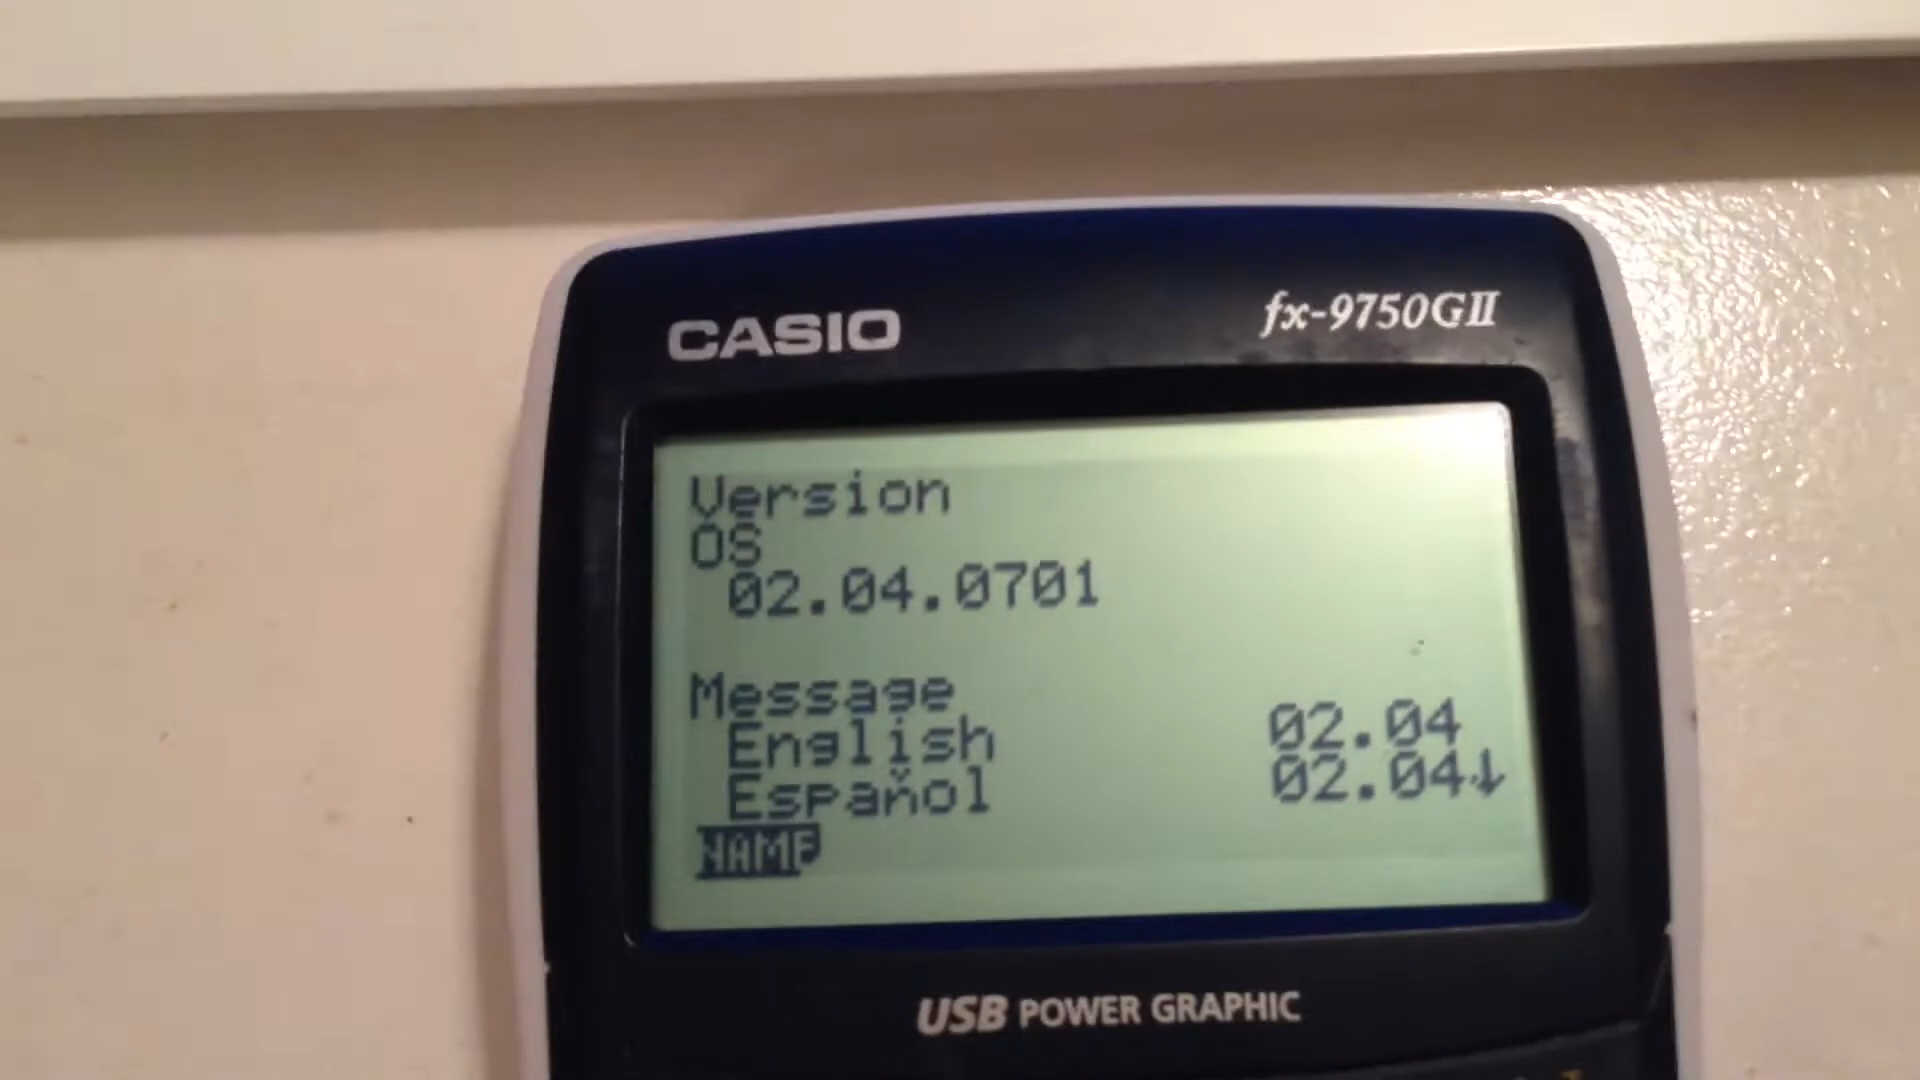 CASIO fx-9750GII
Version
OS
02.04.0701
Message
English 02.04
Español 02.04↓
NAME
USB POWER GRAPHIC